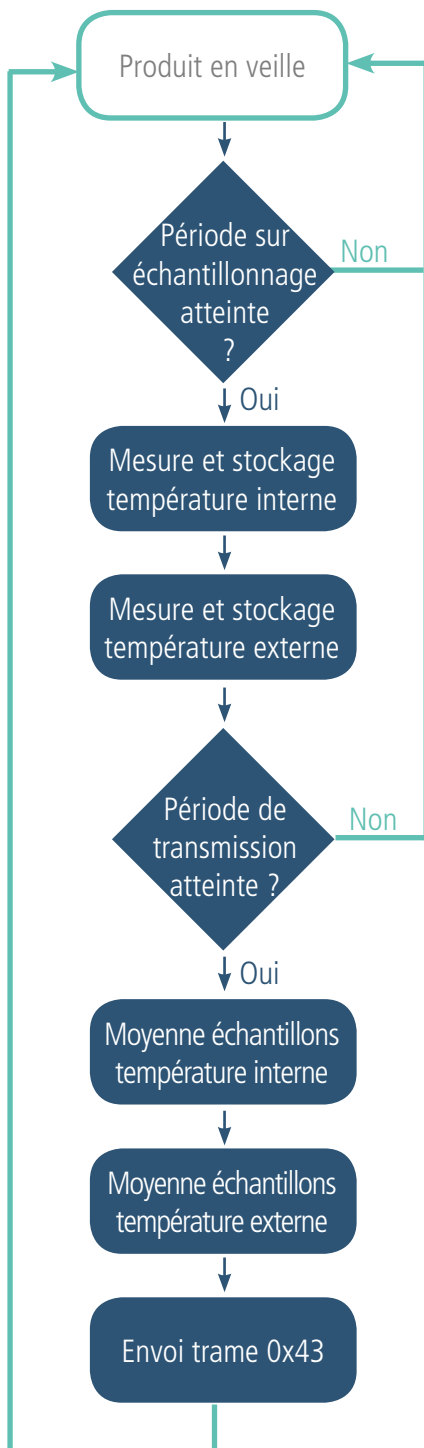 Produit en veille
Période sur
échantillonnage
atteinte
?
Non
Oui
Mesure et stockage
température interne
Mesure et stockage
température externe
Période de
transmission
atteinte ?
Non
Oui
Moyenne échantillons
température interne
Moyenne échantillons
température externe
Envoi trame 0x43